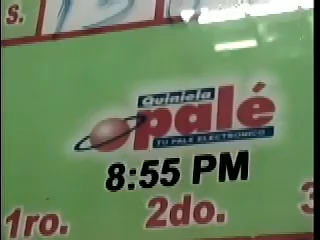 s.
Quiniela
palé
TU PALE ELECTRONICO
8:55 PM
1ro. 2do. 3